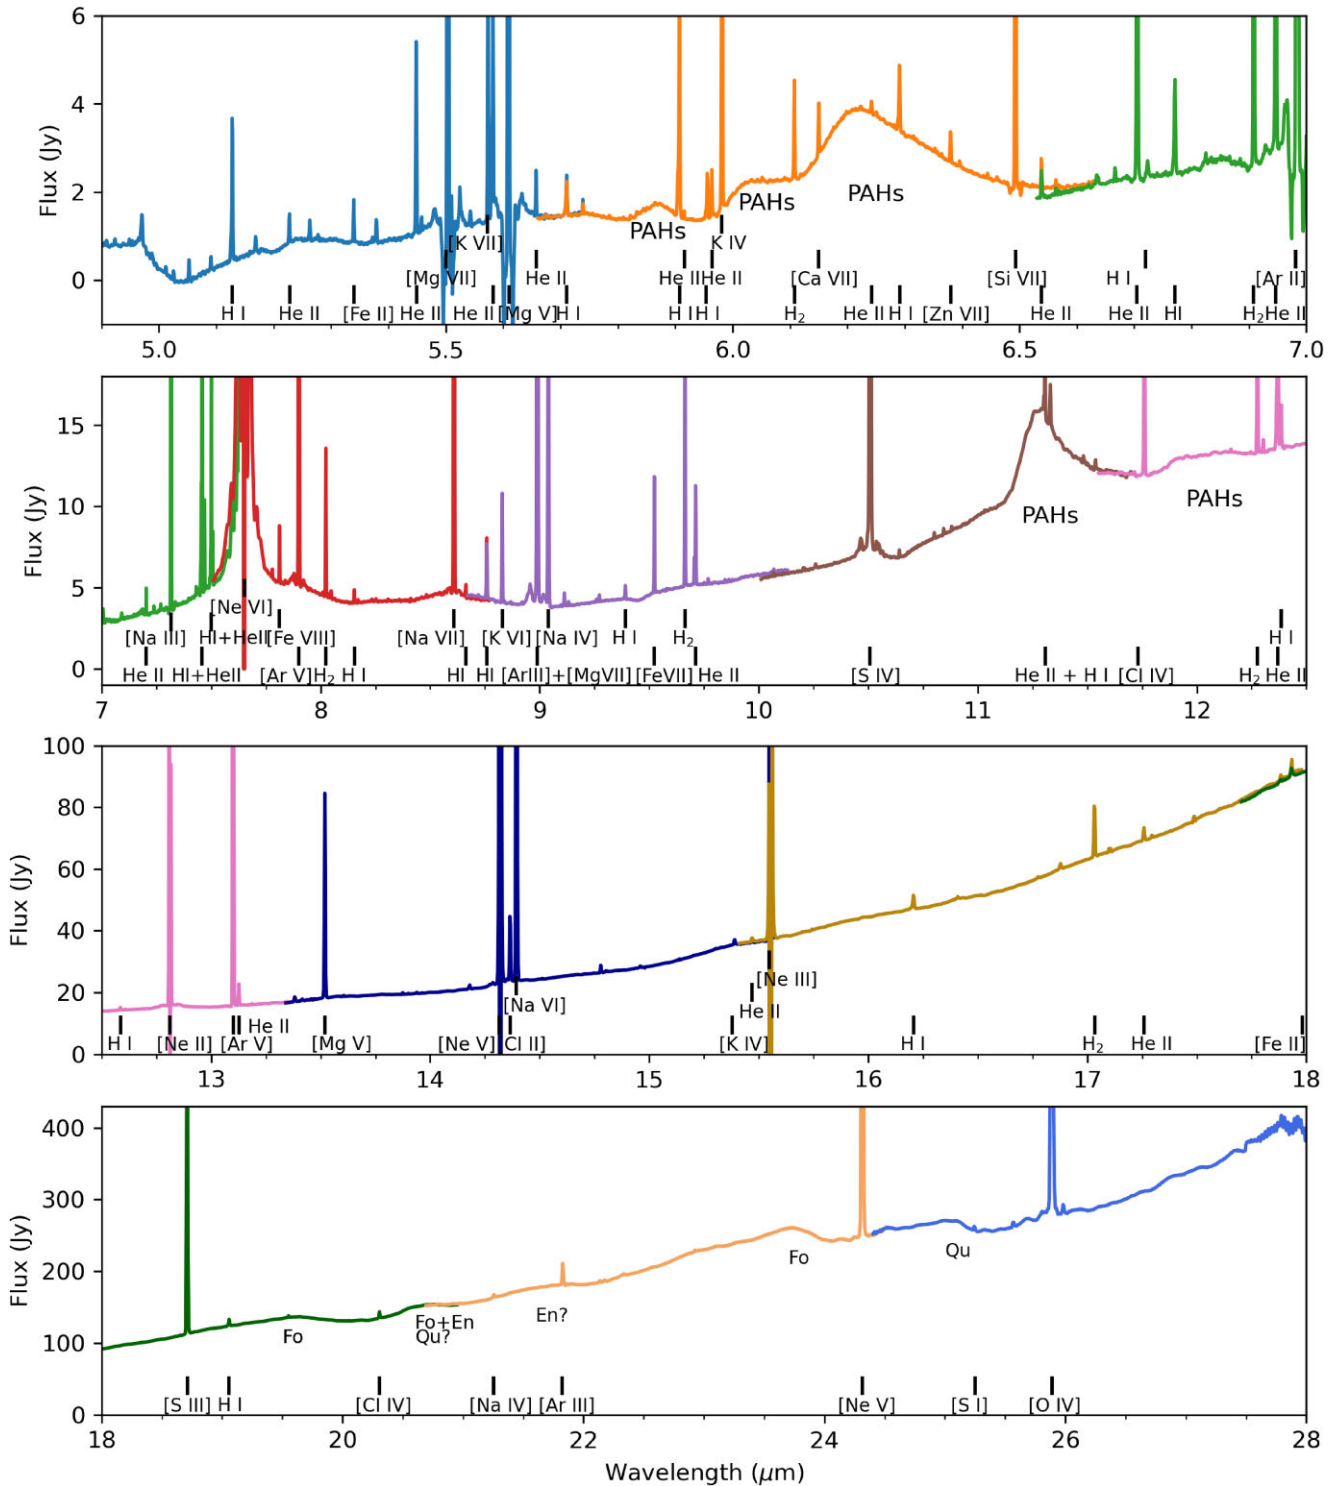 6
4
2
0
Flux (Jy)
PAHs
PAHs
PAHs
[K VII]
K IV
[Mg VII]
He II
He II
He II
[Ca VII]
[Si VII]
H I
[Ar II]
H I
He II
[Fe II]
He II
He II
[Mg V]
H I
H I
H I
H₂
He II
H I
[Zn VII]
He II
He II
HI
H₂
He II
5.0
5.5
6.0
6.5
7.0
15
10
5
0
Flux (Jy)
PAHs
PAHs
[Ne VI]
[Na III]
HI+HeII
[Fe VIII]
[Na VII]
[K VI]
[Na IV]
H I
H₂
H I
He II
HI+HeII
[Ar V]
H₂
H I
HI
HI
[ArIII]+[MgVII]
[FeVII]
He II
[S IV]
He II + H I
[Cl IV]
H₂
He II
7
8
9
10
11
12
100
80
60
40
20
0
Flux (Jy)
[Ne III]
[Na VI]
He II
He II
H I
[Ne II]
[Ar V]
[Mg V]
[Ne V]
Cl II]
[K IV]
H I
H₂
He II
[Fe II]
13
14
15
16
17
18
400
300
200
100
0
Flux (Jy)
Fo
Fo+En
Qu?
En?
Fo
Qu
[S III]
H I
[Cl IV]
[Na IV]
[Ar III]
[Ne V]
[S I]
[O IV]
18
20
22
24
26
28
Wavelength (μm)